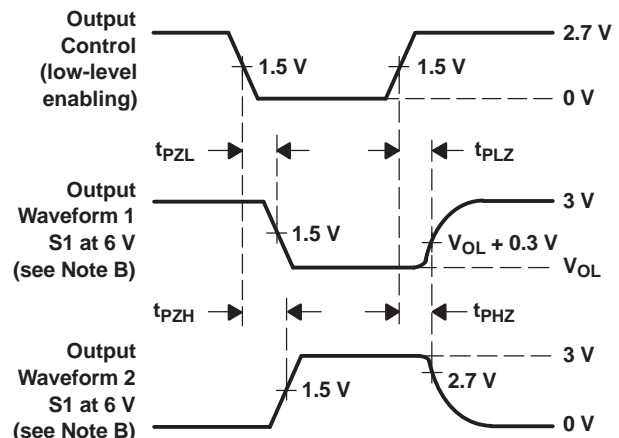 Output
Control
(low-level
enabling)
2.7 V
1.5 V
1.5 V
0 V
tPZL
tPLZ
Output
Waveform 1
S1 at 6 V
(see Note B)
3 V
1.5 V
VOL + 0.3 V
VOL
tPZH
tPHZ
Output
Waveform 2
S1 at 6 V
(see Note B)
3 V
1.5 V
2.7 V
0 V